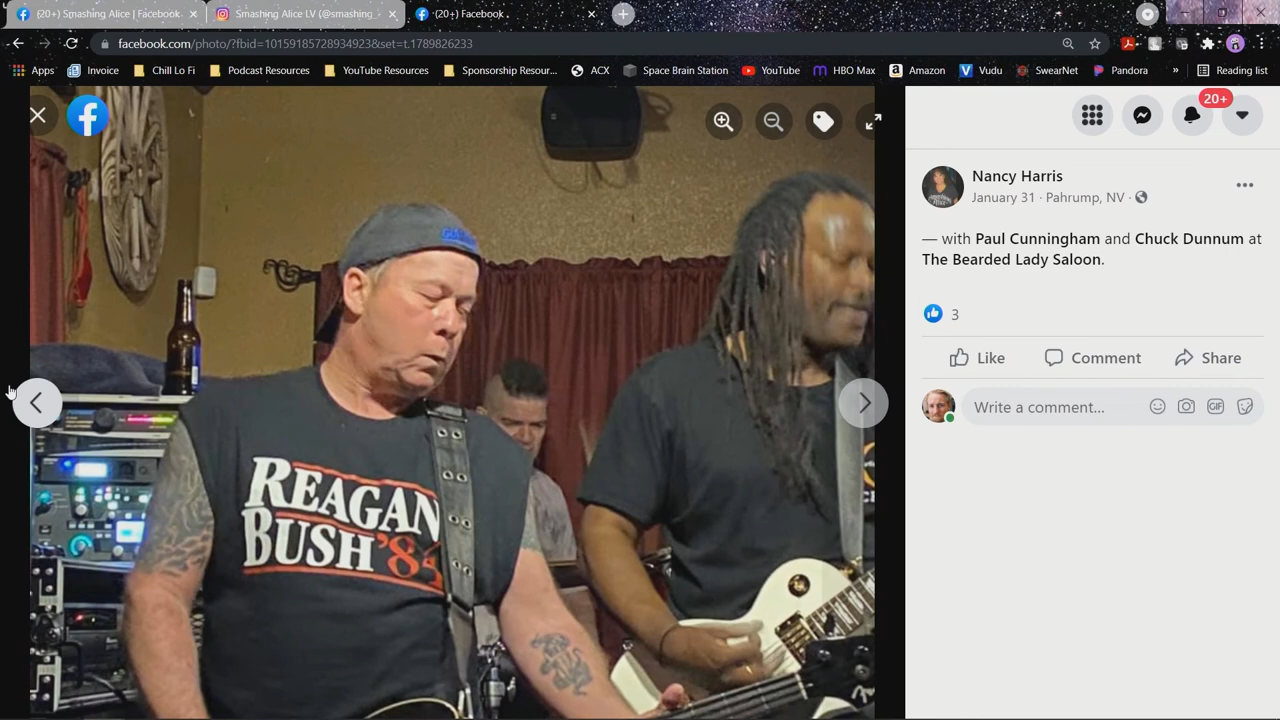 (20+) Smashing Alice | Facebook
Smashing Alice LV (@smashing_
(20+) Facebook
facebook.com/photo/?fbid=10159185728934923&set=t.1789826233
Apps
Invoice
Chill Lo Fi
Podcast Resources
YouTube Resources
Sponsorship Resour...
ACX
Space Brain Station
YouTube
HBO Max
Amazon
Vudu
SwearNet
Pandora
»
Reading list
20+
Nancy Harris
January 31 · Pahrump, NV ·
— with Paul Cunningham and Chuck Dunnum at
The Bearded Lady Saloon.
3
Like
Comment
Share
Write a comment...
GIF
REAGAN
BUSH '84